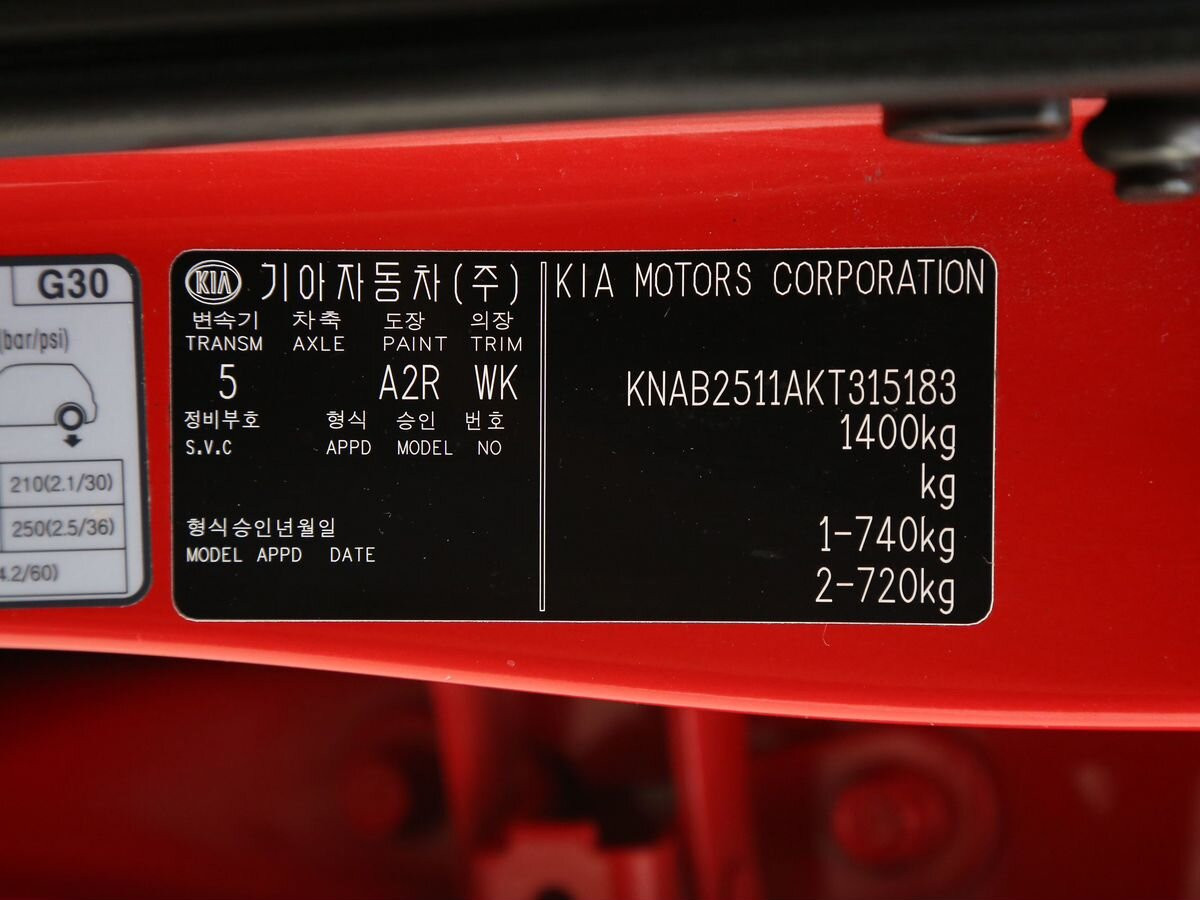 G30
(bar/psi)
210(2.1/30)
250(2.5/36)
4.2/60)
KIA 기아자동차(주)
변속기 차축 도장 의장
TRANSM AXLE PAINT TRIM
5 A2R WK
정비부호 형식 승인 번호
S.V.C APPD MODEL NO
형식승인년월일
MODEL APPD DATE
KIA MOTORS CORPORATION
KNAB2511AKT315183
1400kg
kg
1-740kg
2-720kg